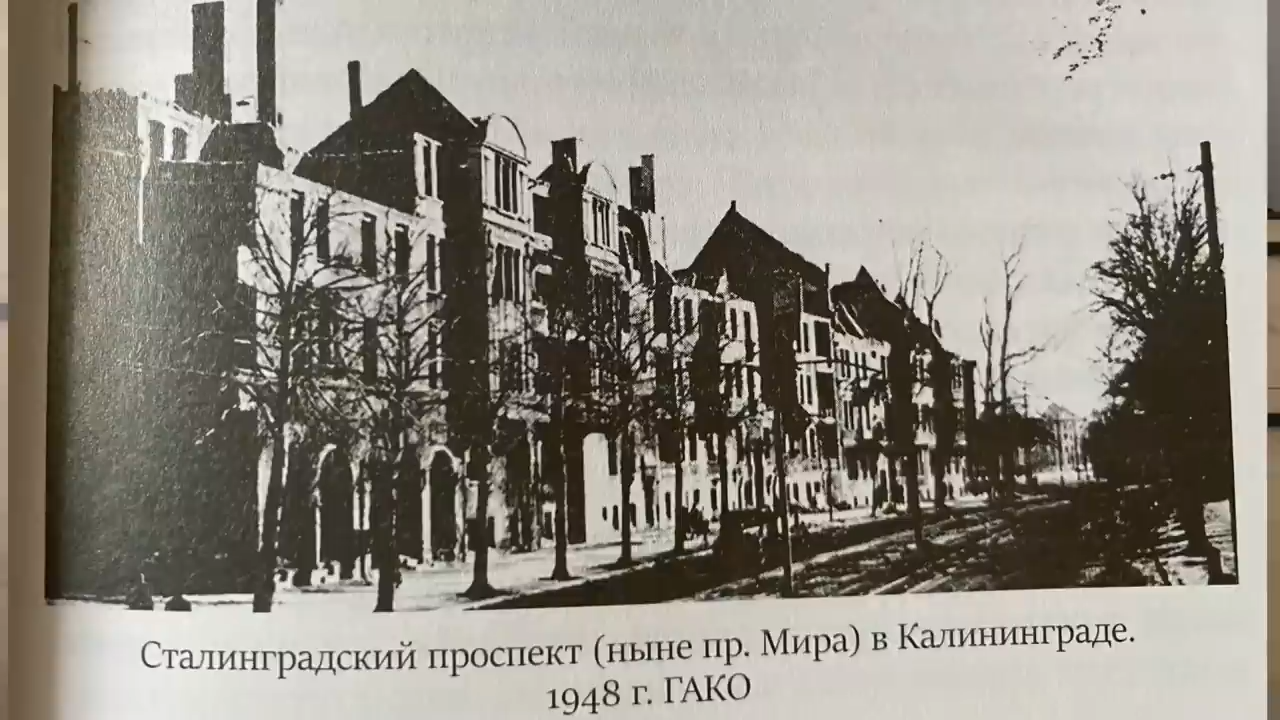 Сталинградский проспект (ныне пр. Мира) в Калининграде.
1948 г. ГАКО